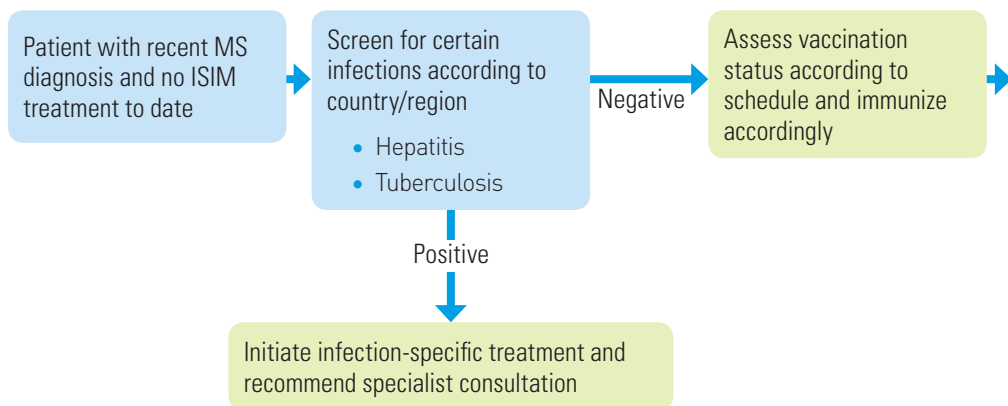 Patient with recent MS
diagnosis and no ISIM
treatment to date
Screen for certain
infections according to
country/region
• Hepatitis
• Tuberculosis
Negative
Assess vaccination
status according to
schedule and immunize
accordingly
Positive
Initiate infection-specific treatment and
recommend specialist consultation